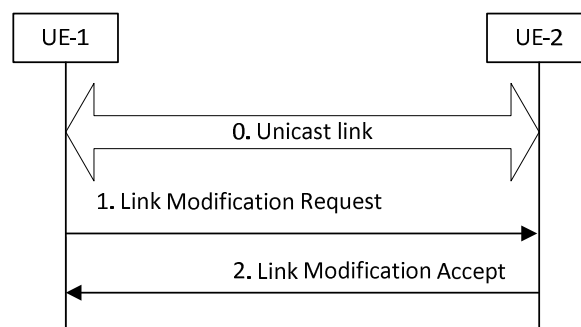 UE-1
UE-2
0. Unicast link
1. Link Modification Request
2. Link Modification Accept